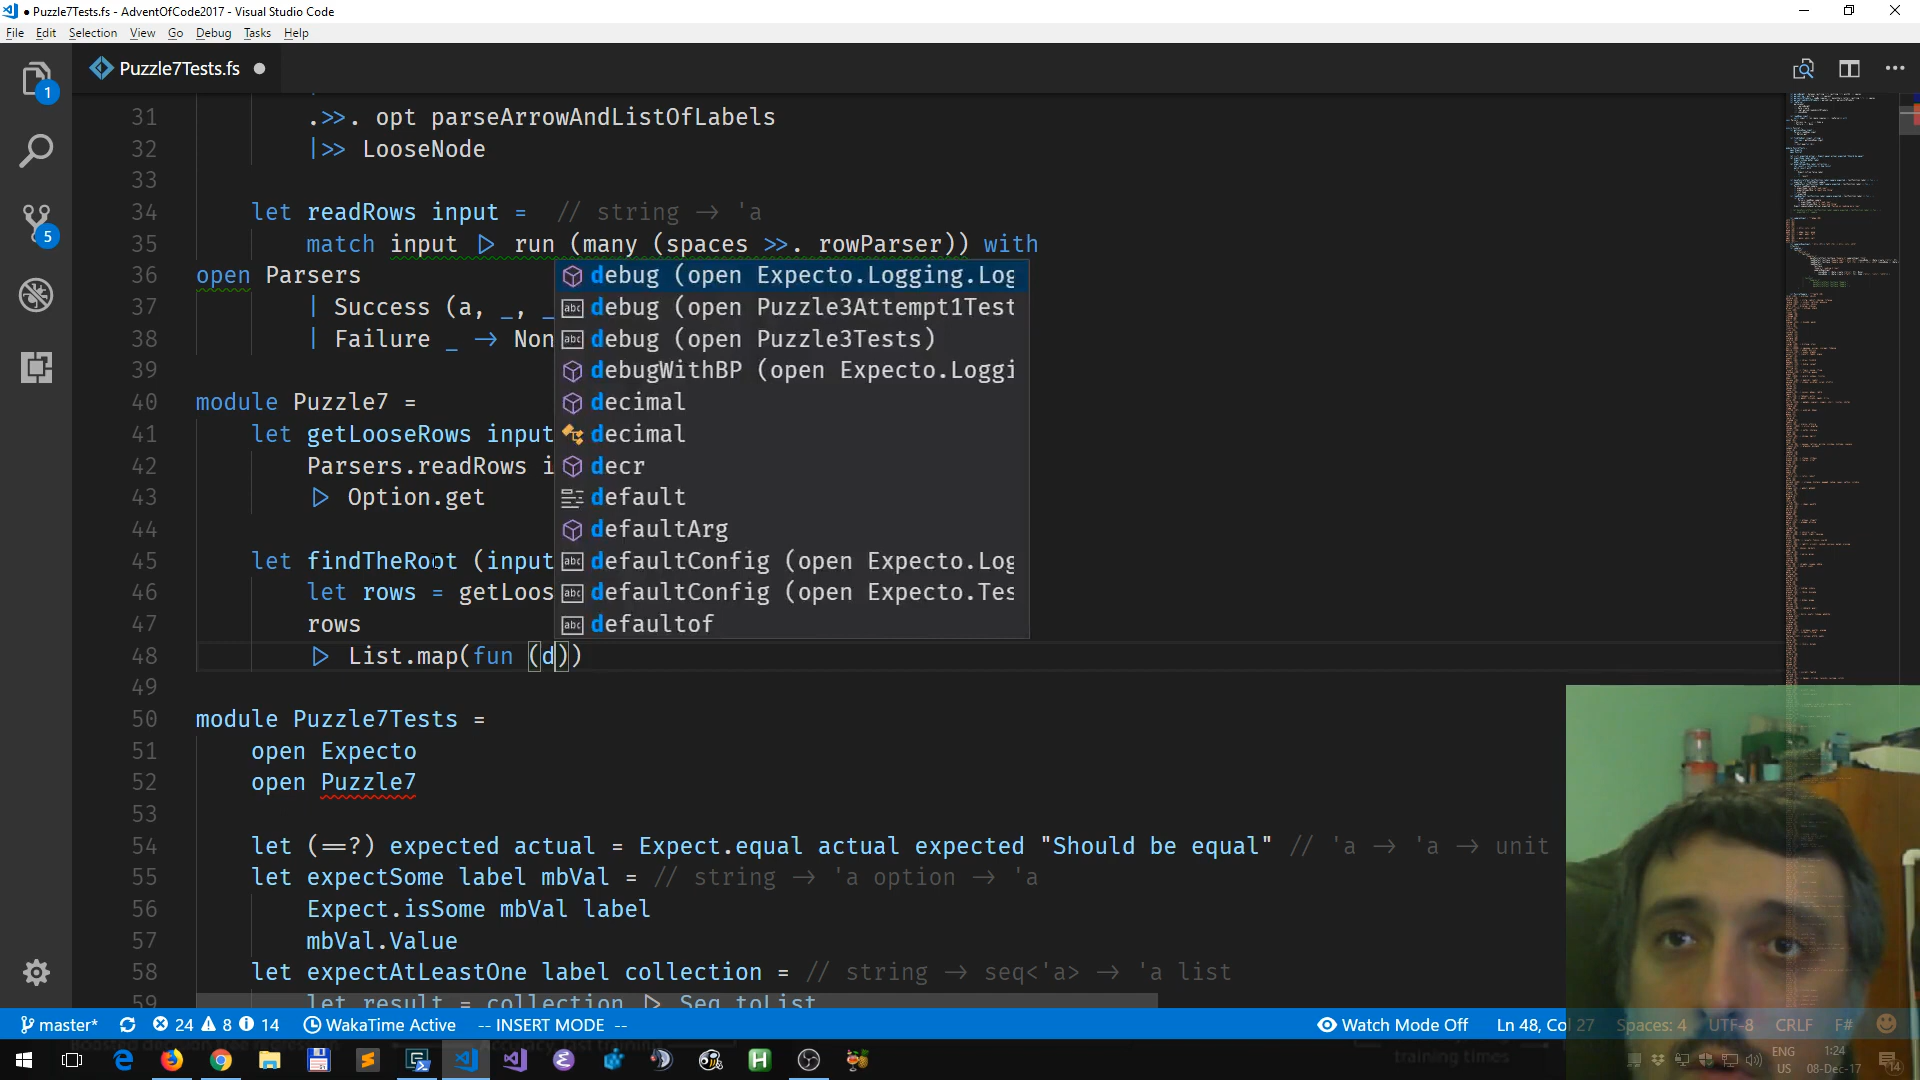 ● Puzzle7Tests.fs - AdventOfCode2017 - Visual Studio Code
File Edit Selection View Go Debug Tasks Help
Puzzle7Tests.fs ●
1
5
31 .>>. opt parseArrowAndListOfLabels
32 |>> LooseNode
33
34 let readRows input = // string -> 'a
35 match input ▷ run (many (spaces >>. rowParser)) with
36 open Parsers
37 | Success (a, _, _
38 | Failure _ -> Non
39
40 module Puzzle7 =
41 let getLooseRows input
42 Parsers.readRows i
43 ▷ Option.get
44
45 let findTheRoot (input
46 let rows = getLoos
47 rows
48 ▷ List.map(fun (d))
49
debug (open Expecto.Logging.Log
debug (open Puzzle3Attempt1Test
debug (open Puzzle3Tests)
debugWithBP (open Expecto.Loggi
decimal
decimal
decr
default
defaultArg
defaultConfig (open Expecto.Log
defaultConfig (open Expecto.Tes
defaultof
50 module Puzzle7Tests =
51 open Expecto
52 open Puzzle7
53
54 let (==?) expected actual = Expect.equal actual expected "Should be equal" // 'a -> 'a -> unit
55 let expectSome label mbVal = // string -> 'a option -> 'a
56 Expect.isSome mbVal label
57 mbVal.Value
58 let expectAtLeastOne label collection = // string -> seq<'a> -> 'a list
59 let result = collection ▷ Seq.toList
master* 24 8 14 WakaTime Active -- INSERT MODE -- Watch Mode Off Ln 48, Col 27 Spaces: 4 UTF-8 CRLF F#
training times
ENG
US
1:24
08-Dec-17
14